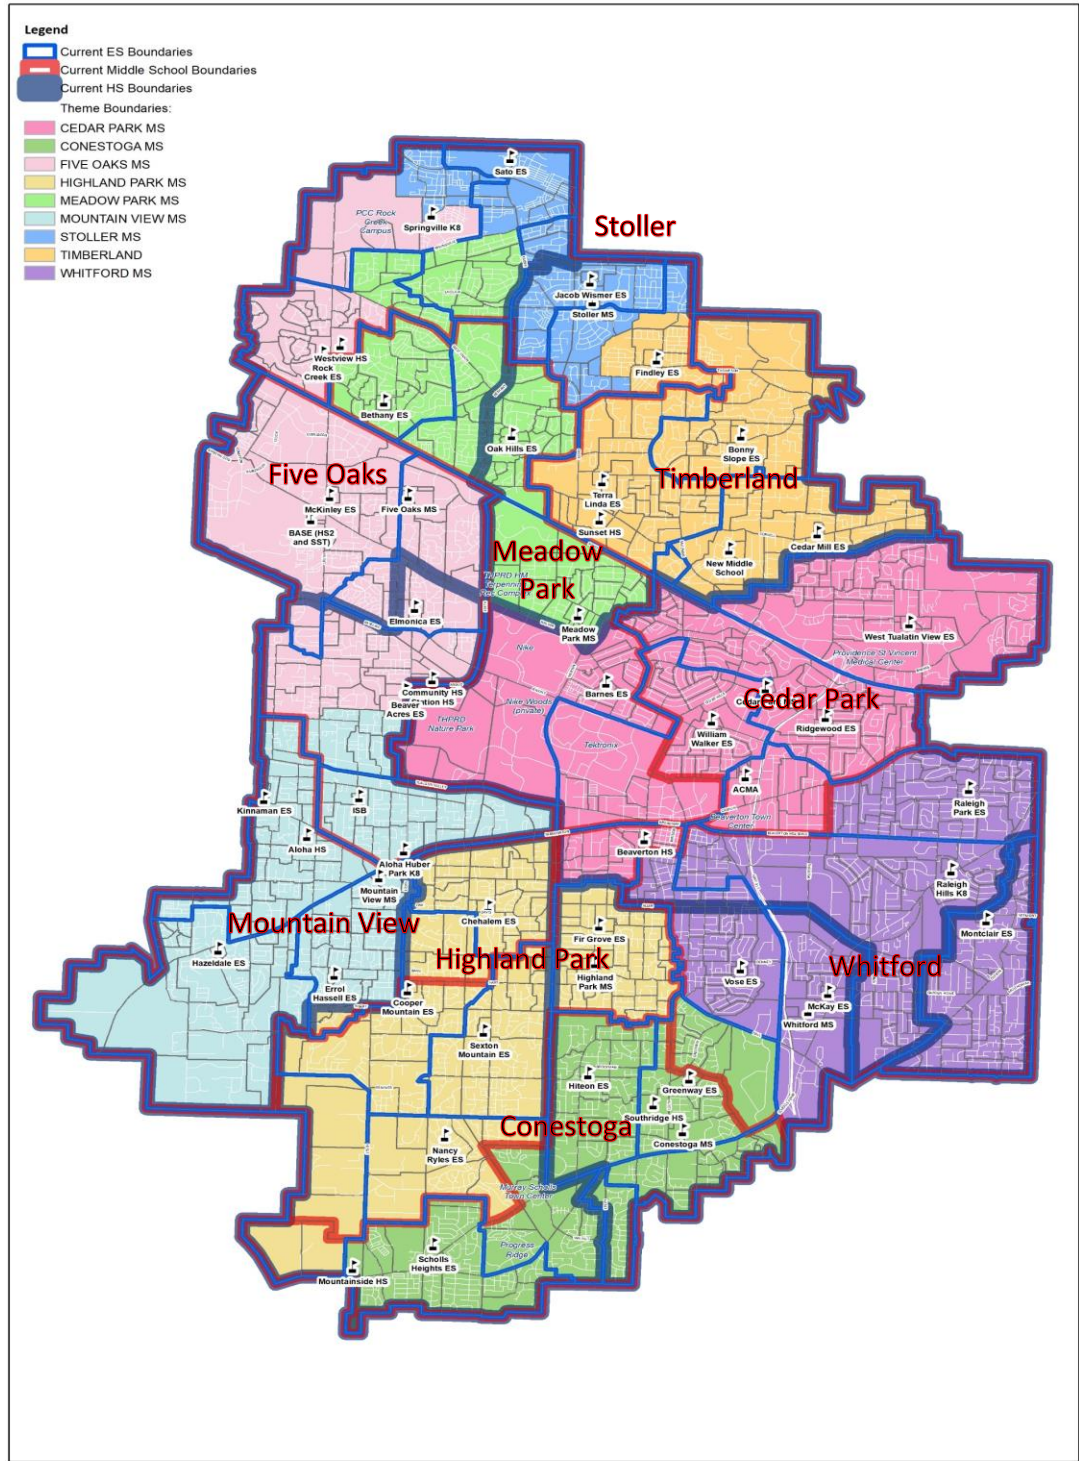 Legend
Current ES Boundaries
Current Middle School Boundaries
Current HS Boundaries
Theme Boundaries:
CEDAR PARK MS
CONESTOGA MS
FIVE OAKS MS
HIGHLAND PARK MS
MEADOW PARK MS
MOUNTAIN VIEW MS
STOLLER MS
TIMBERLAND
WHITFORD MS
Sato ES
PCC Rock
Creek
Campus
Springville K8
Stoller
Jacob Wismer ES
Stoller MS
Westview HS
Rock
Creek ES
Findley ES
Bethany ES
Oak Hills ES
Bonny
Slope ES
Five Oaks
Timberland
McKinley ES
Five Oaks MS
Terra
Linda ES
BASE (HS2
and SST)
Sunset HS
Cedar Mill ES
New Middle
School
Meadow
Park
Elmonica ES
Meadow
Park MS
West Tualatin View ES
Nike
Providence St Vincent
Medical Center
Community HS
Beaver
Acres ES
Barnes ES
Cedar Park
Nike Woods
(private)
THPRD
Nature Park
William
Walker ES
Ridgewood ES
Tektronix
ACMA
Kinnaman ES
ISB
Raleigh
Park ES
Beaverton Town
Center
Aloha HS
Beaverton HS
Aloha Huber
Park K8
Mountain
View MS
Raleigh
Hills K8
Chehalem ES
Montclair ES
Mountain View
Fir Grove ES
Hazeldale ES
Highland Park
Highland
Park MS
Whitford
Vose ES
Errol
Hassell ES
Cooper
Mountain ES
McKay ES
Whitford MS
Sexton
Mountain ES
Hiteon ES
Greenway ES
Southridge HS
Conestoga
Conestoga MS
Nancy
Ryles ES
Murray Scholls
Town Center
Progress
Ridge
Scholls
Heights ES
Mountainside HS